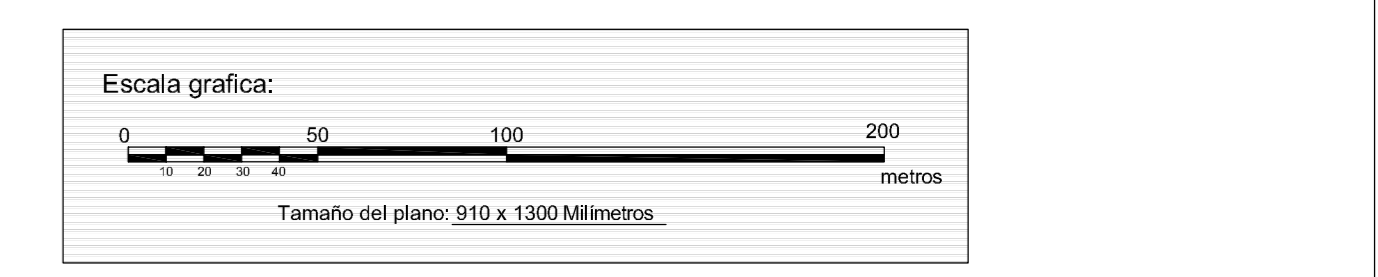 Escala grafica:
0 50 100 200
10 20 30 40
metros
Tamaño del plano: 910 x 1300 Milímetros